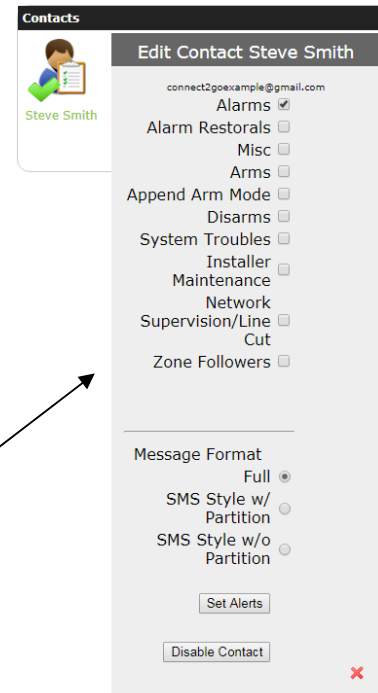 Contacts
Edit Contact Steve Smith
Steve Smith
connect2goexample@gmail.com
Alarms
Alarm Restorals
Misc
Arms
Append Arm Mode
Disarms
System Troubles
Installer
Maintenance
Network
Supervision/Line
Cut
Zone Followers
Message Format
Full
SMS Style w/
Partition
SMS Style w/o
Partition
Set Alerts
Disable Contact